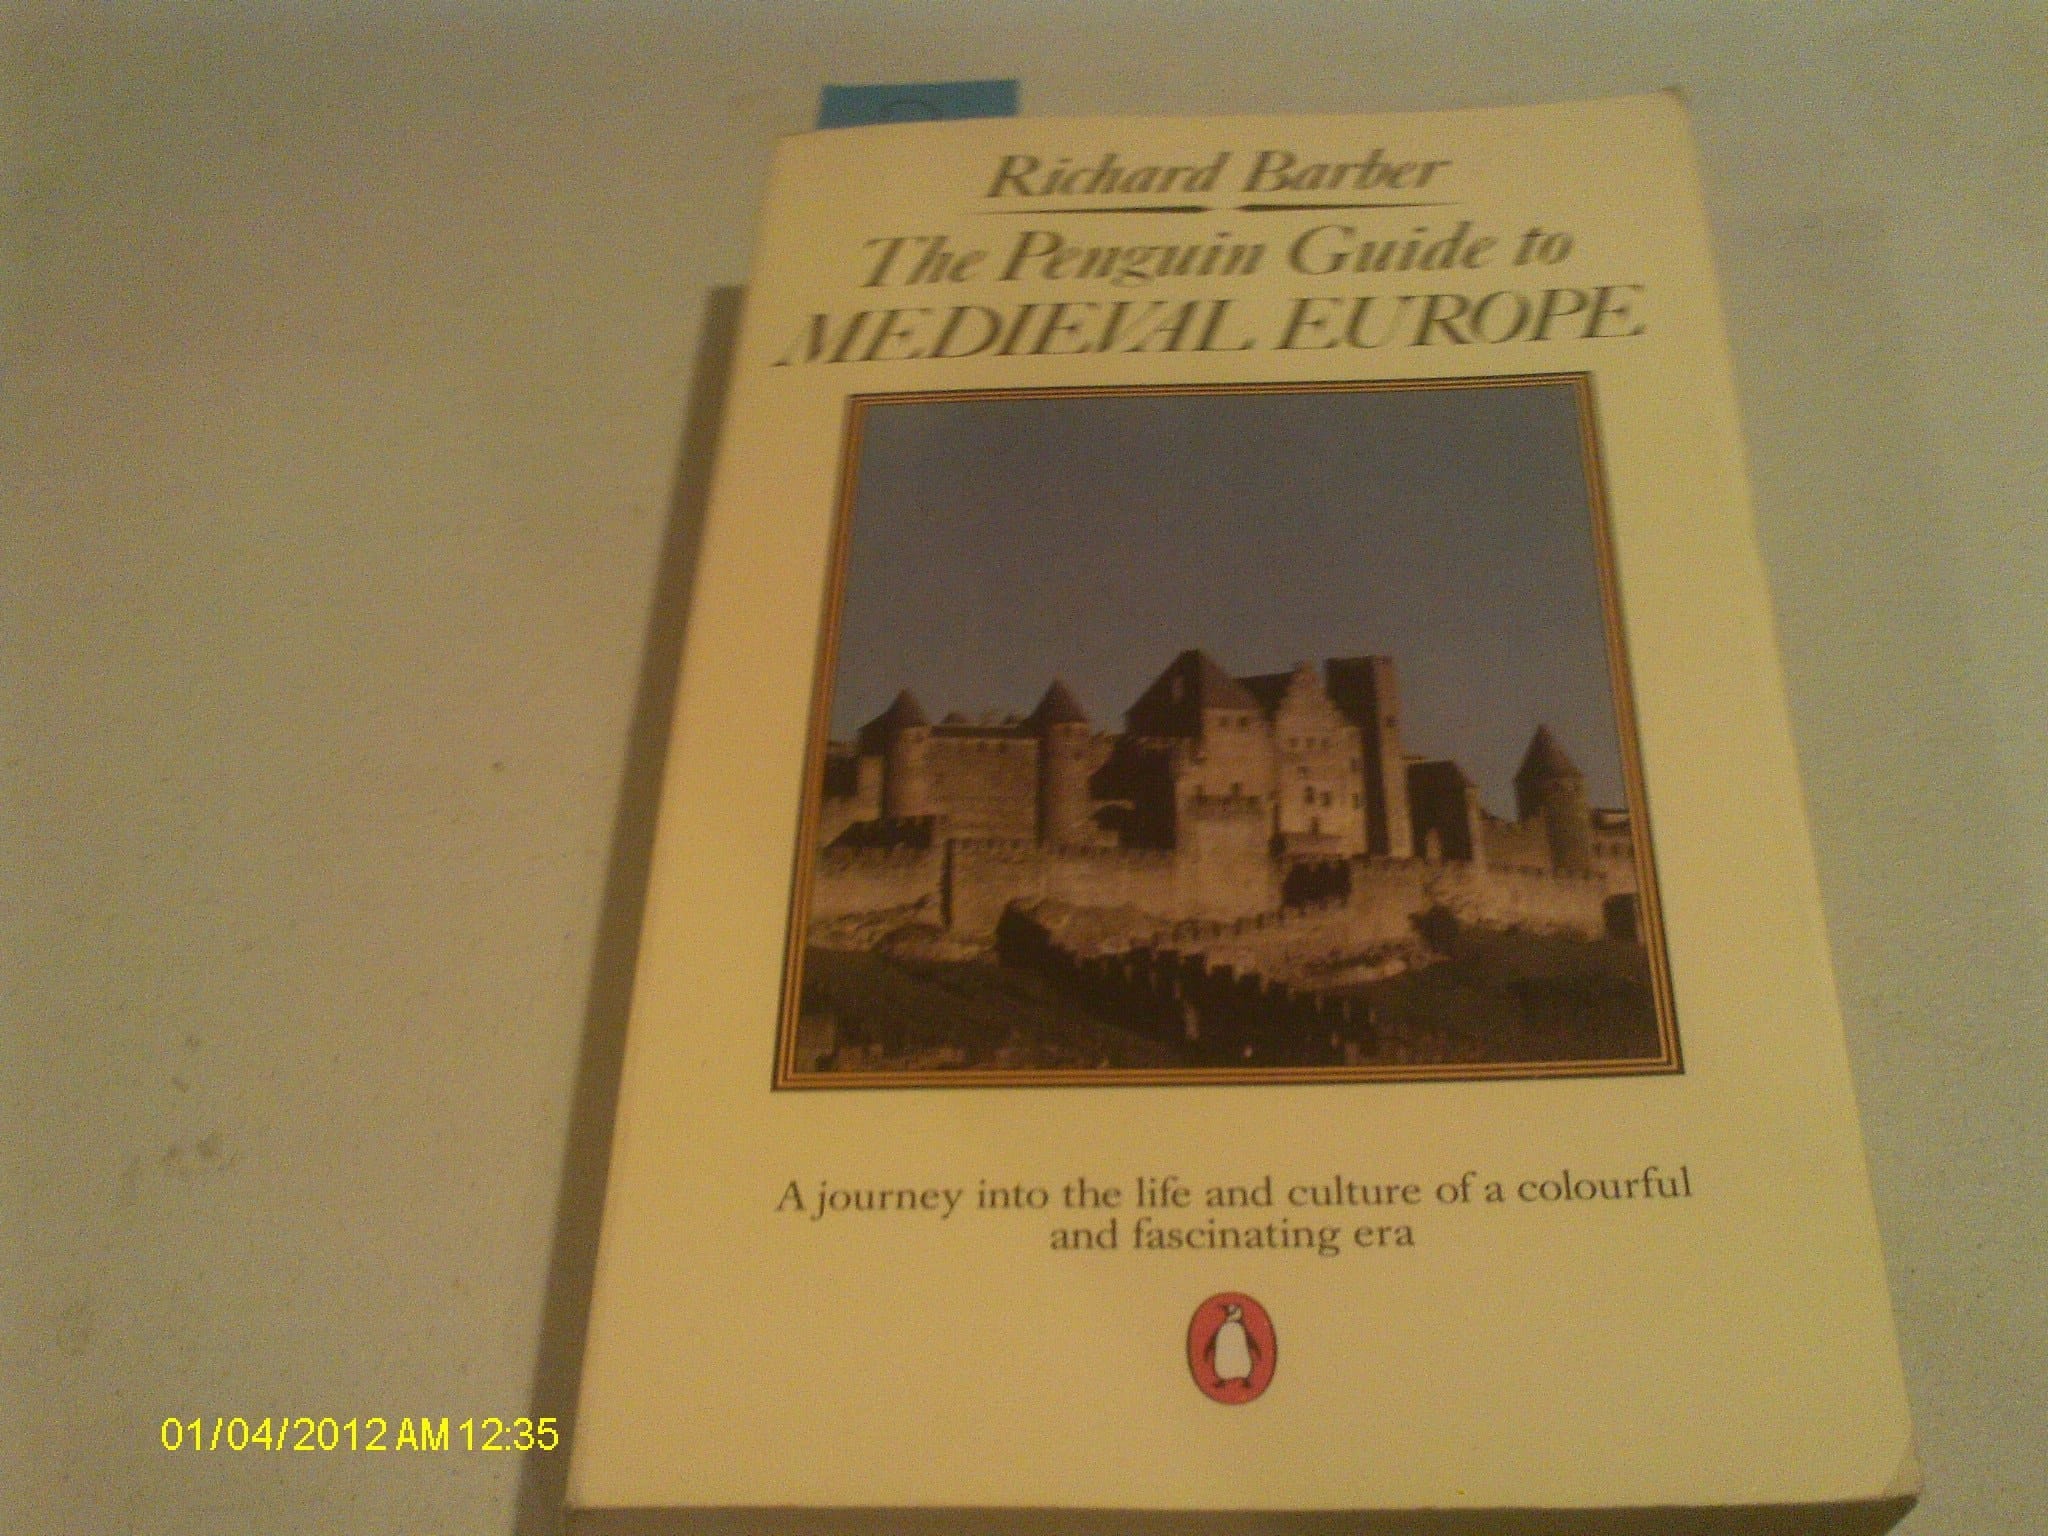 Richard Barber
The Penguin Guide to
MEDIEVAL EUROPE
A journey into the life and culture of a colourful
and fascinating era
01/04/2012 AM 12:35